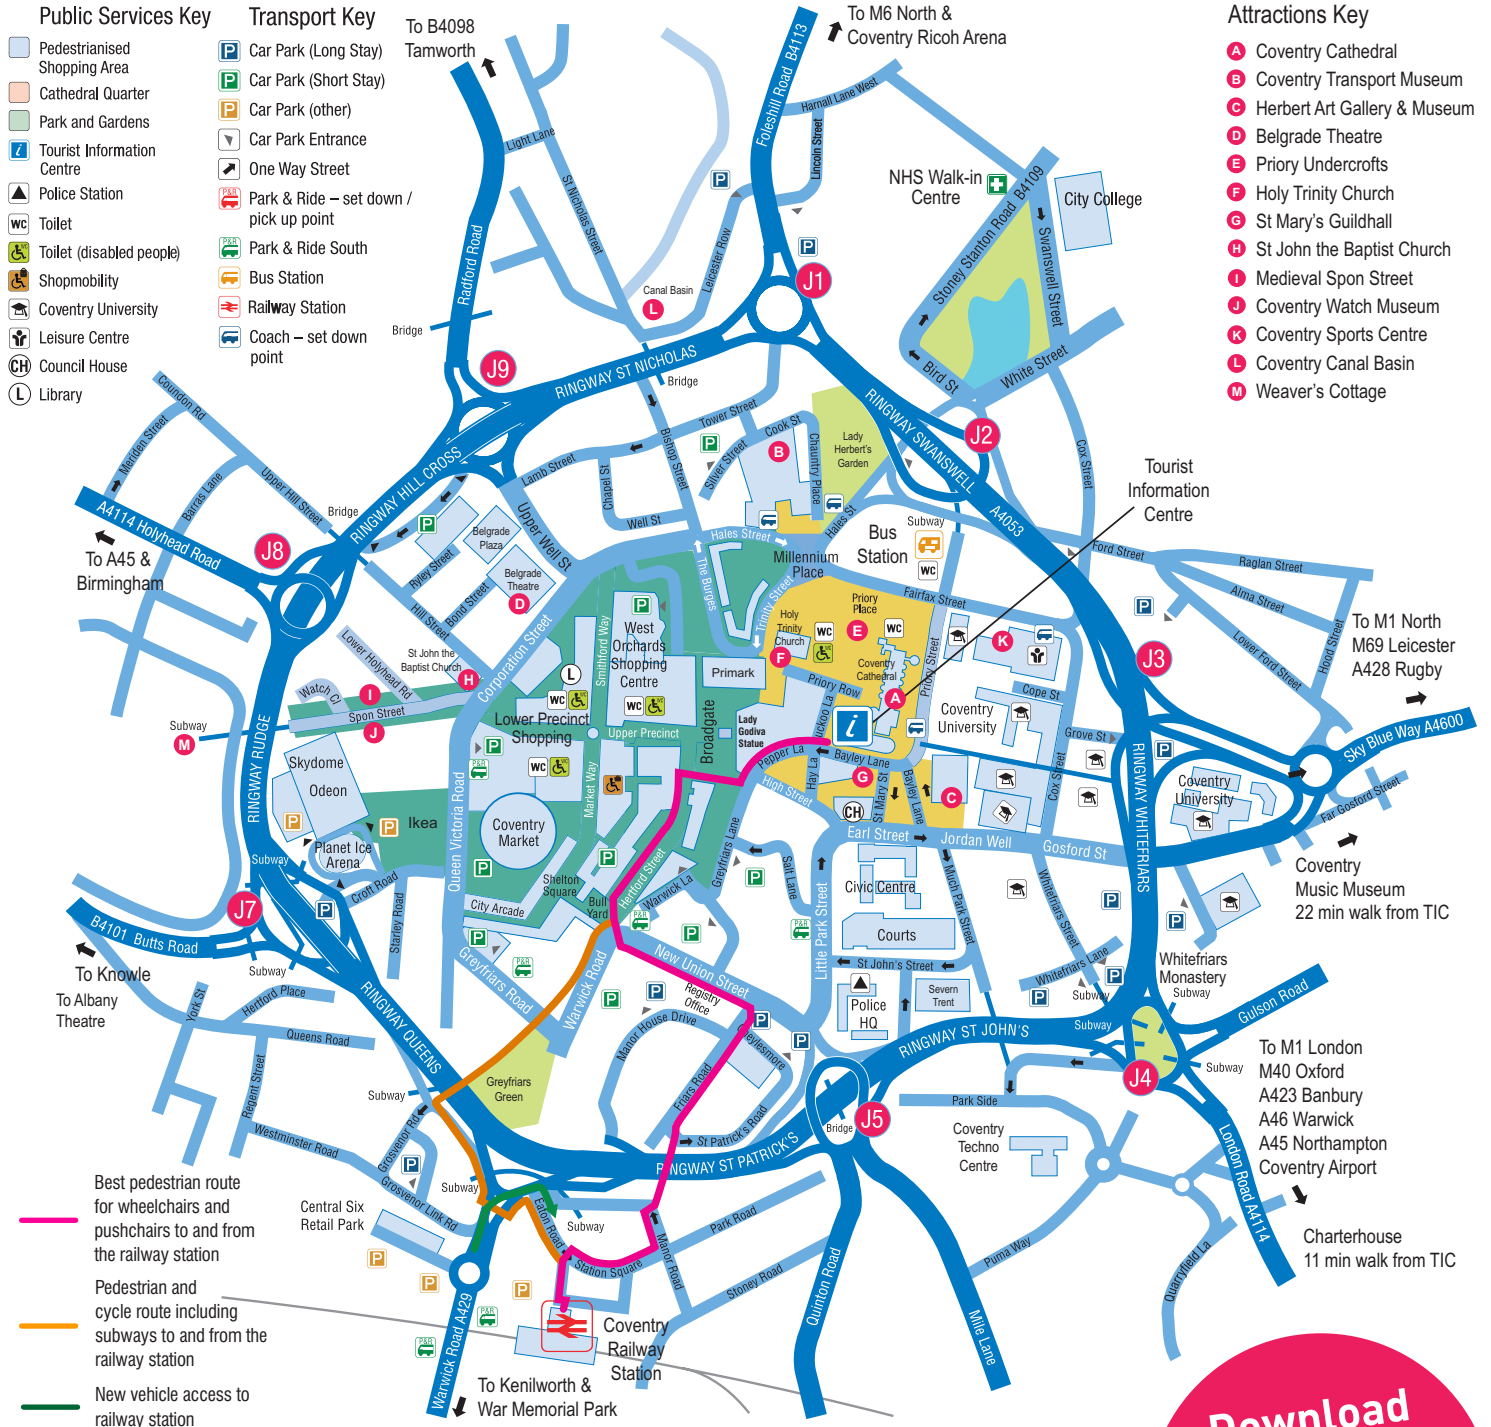 Public Services Key
Pedestrianised
Shopping Area
Cathedral Quarter
Park and Gardens
i
Tourist Information
Centre
Police Station
WC
Toilet
Toilet (disabled people)
Shopmobility
Coventry University
Leisure Centre
CH
Council House
L
Library
Transport Key
P
Car Park (Long Stay)
P
Car Park (Short Stay)
P
Car Park (other)
Car Park Entrance
One Way Street
P&R
Park & Ride – set down /
pick up point
P&R
Park & Ride South
Bus Station
Railway Station
Coach – set down
point
Attractions Key
A Coventry Cathedral
B Coventry Transport Museum
C Herbert Art Gallery & Museum
D Belgrade Theatre
E Priory Undercrofts
F Holy Trinity Church
G St Mary's Guildhall
H St John the Baptist Church
I Medieval Spon Street
J Coventry Watch Museum
K Coventry Sports Centre
L Coventry Canal Basin
M Weaver's Cottage
To B4098
Tamworth
To M6 North &
Coventry Ricoh Arena
Foleshill Road B4113
Harnall Lane West
Lincoln Street
Light Lane
St Nicholas Street
Radford Road
Leicester Row
P
P
NHS Walk-in
Centre
City College
Stoney Stanton Road B4109
Swanswell Street
Canal Basin
L
J1
Bridge
J9
RINGWAY ST NICHOLAS
Bridge
Bird St
White Street
RINGWAY SWANSWELL
J2
A4053
Cox Street
Coundon Rd
Meriden Street
Barras Lane
Upper Hill Street
Bridge
RINGWAY HILL CROSS
A4114 Holyhead Road
To A45 &
Birmingham
J8
Tower Street
Cook St
Silver Street
P
B
Chauntry Place
Lady
Herbert's
Garden
Lamb Street
Chapel St
Bishop Street
Well St
Upper Well St
Hales Street
Hales St
Tourist
Information
Centre
Subway
Bus
Station
WC
P
Belgrade
Plaza
Belgrade
Theatre
D
Ryley Street
Bond Street
Hill Street
Corporation Street
The Burges
Millennium
Place
Trinity Street
Fairfax Street
Ford Street
Raglan Street
Alma Street
Lower Ford Street
Hood Street
P
To M1 North
M69 Leicester
A428 Rugby
J3
Sky Blue Way A4600
Priory
Place
E
WC
WC
Holy
Trinity
Church
F
Coventry
Cathedral
A
Priory Street
Priory Row
K
Cope St
Coventry
University
Grove St
Cox Street
P
West
Orchards
Shopping
Centre
P
WC
Smithford Way
Primark
L
WC
Lower Precinct
Shopping
Upper Precinct
Broadgate
Lady
Godiva
Statue
St John the
Baptist Church
H
Lower Holyhead Rd
Watch Cl
I
Spon Street
J
Subway
M
RINGWAY RUDGE
Skydome
Odeon
P
P
Ikea
Planet Ice
Arena
Croft Road
Subway
Queen Victoria Road
P
P&R
WC
Market Way
Coventry
Market
P
P
Shelton
Square
Bull
Yard
City Arcade
Hertford Street
Warwick La
Greyfriars Lane
Pepper La
i
Hay La
Bayley Lane
G
St Mary St
Bayley Lane
C
High Street
CH
Earl Street
Jordan Well
Gosford St
RINGWAY WHITEFRIARS
Coventry
University
Far Gosford Street
Coventry
Music Museum
22 min walk from TIC
J7
B4101 Butts Road
To Knowle
To Albany
Theatre
Subway
P
Starley Road
P
P&R
Greyfriars Road
Warwick Road
P&R
P
New Union Street
P
Salt Lane
P&R
Little Park Street
Civic Centre
Courts
St John's Street
Much Park Street
Whitefriars Street
Whitefriars Lane
P
P
P
P
Whitefriars
Monastery
Subway
Subway
Police
HQ
Severn
Trent
RINGWAY ST JOHN'S
Subway
Gulson Road
Subway
J4
To M1 London
M40 Oxford
A423 Banbury
A46 Warwick
A45 Northampton
Coventry Airport
Charterhouse
11 min walk from TIC
London Road A4114
Quarryfield La
Puma Way
Park Side
Coventry
Techno
Centre
York St
Hertford Place
Queens Road
Regent Street
Westminster Road
RINGWAY QUEENS
Subway
Greyfriars
Green
P
P
Registry
Office
Manor House Drive
Friars Road
P
P
St Patrick's Road
RINGWAY ST PATRICK'S
J5
Bridge
Grosvenor Rd
P
Grosvenor Link Rd
Central Six
Retail Park
Subway
Eaton Road
Subway
Station Square
Manor Road
Park Road
Stoney Road
Quinton Road
Mile Lane
P
P
P
P&R
P&R
Warwick Road A429
Coventry
Railway
Station
To Kenilworth &
War Memorial Park
Best pedestrian route
for wheelchairs and
pushchairs to and from
the railway station
Pedestrian and
cycle route including
subways to and from the
railway station
New vehicle access to
railway station
Download